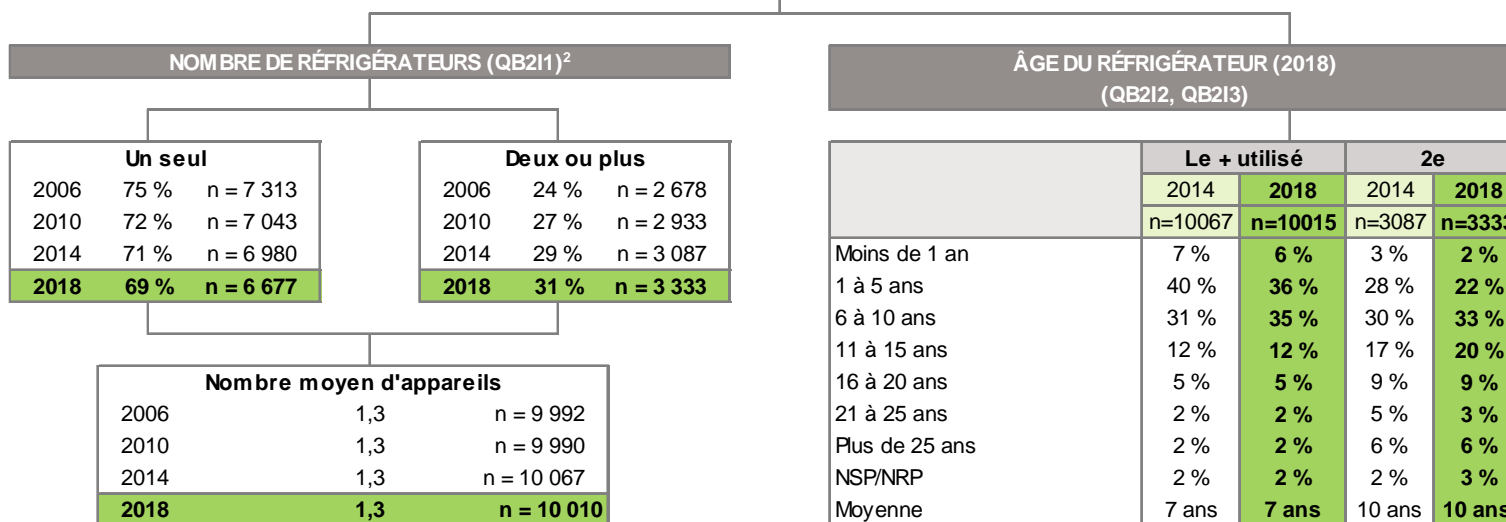 NOMBRE DE RÉFRIGÉRATEURS (QB2I1)2
Un seul
2006 75 % n = 7 313
2010 72 % n = 7 043
2014 71 % n = 6 980
2018 69 % n = 6 677
Deux ou plus
2006 24 % n = 2 678
2010 27 % n = 2 933
2014 29 % n = 3 087
2018 31 % n = 3 333
Nombre moyen d'appareils
2006 1,3 n = 9 992
2010 1,3 n = 9 990
2014 1,3 n = 10 067
2018 1,3 n = 10 010
ÂGE DU RÉFRIGÉRATEUR (2018)
(QB2I2, QB2I3)
Le + utilisé 2e
2014 2018 2014 2018
n=10067 n=10015 n=3087 n=3333
Moins de 1 an 7 % 6 % 3 % 2 %
1 à 5 ans 40 % 36 % 28 % 22 %
6 à 10 ans 31 % 35 % 30 % 33 %
11 à 15 ans 12 % 12 % 17 % 20 %
16 à 20 ans 5 % 5 % 9 % 9 %
21 à 25 ans 2 % 2 % 5 % 3 %
Plus de 25 ans 2 % 2 % 6 % 6 %
NSP/NRP 2 % 2 % 2 % 3 %
Moyenne 7 ans 7 ans 10 ans 10 ans